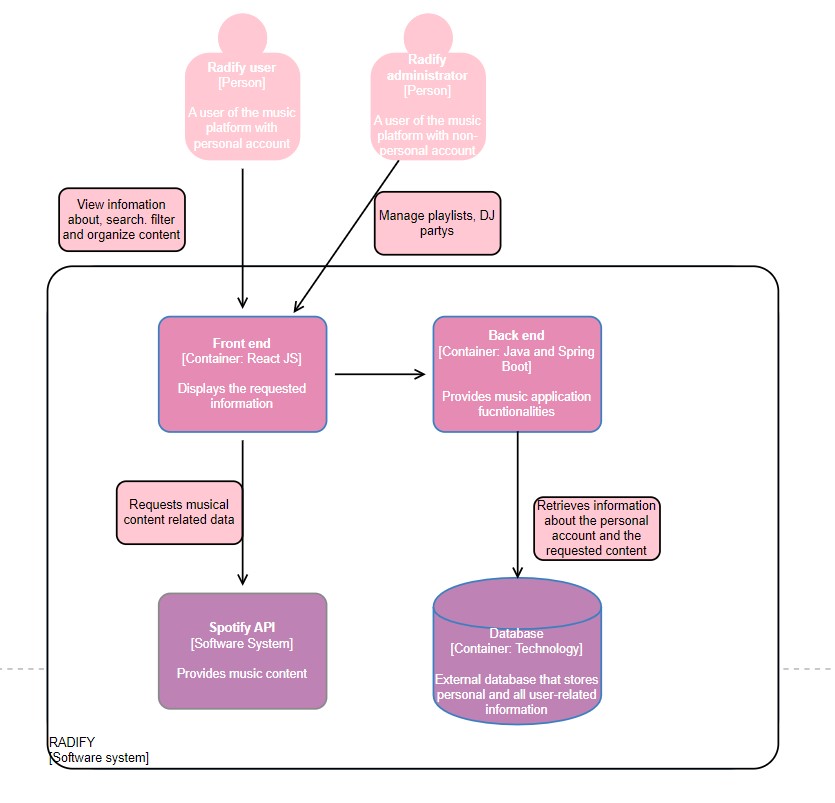 Radify user
[Person]
A user of the music
platform with
personal account
Radify
administrator
[Person]
A user of the music
platform with non-
personal account
View infomation
about, search. filter
and organize content
Manage playlists, DJ
partys
Front end
[Container: React JS]
Displays the requested
information
Back end
[Container: Java and Spring
Boot]
Provides music application
fucntionalities
Requests musical
content related data
Retrieves information
about the personal
account and the
requested content
Spotify API
[Software System]
Provides music content
Database
[Container: Technology]
External database that stores
personal and all user-related
information
RADIFY
[Software system]